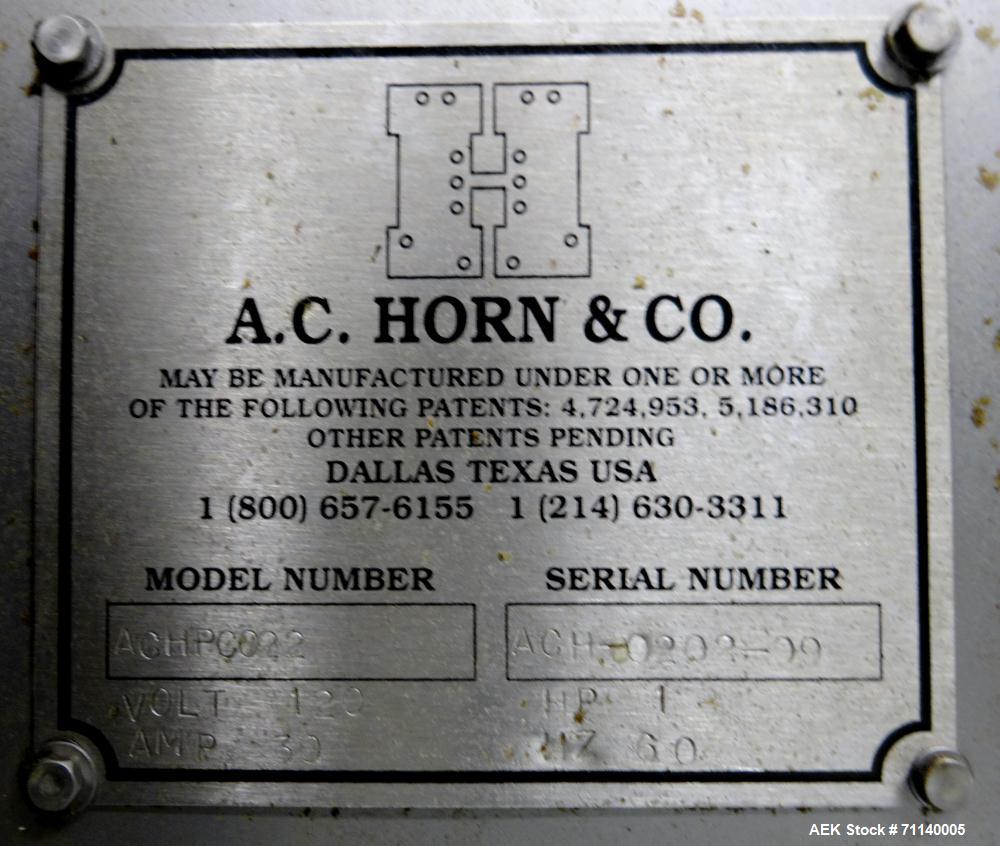 A.C. HORN & CO.
MAY BE MANUFACTURED UNDER ONE OR MORE
OF THE FOLLOWING PATENTS: 4,724,953, 5,186,310
OTHER PATENTS PENDING
DALLAS TEXAS USA
1 (800) 657-6155 1 (214) 630-3311
MODEL NUMBER SERIAL NUMBER
ACHPC022
VOLT 120 HP 1
AMP 30 HZ 60
AEK Stock # 71140005